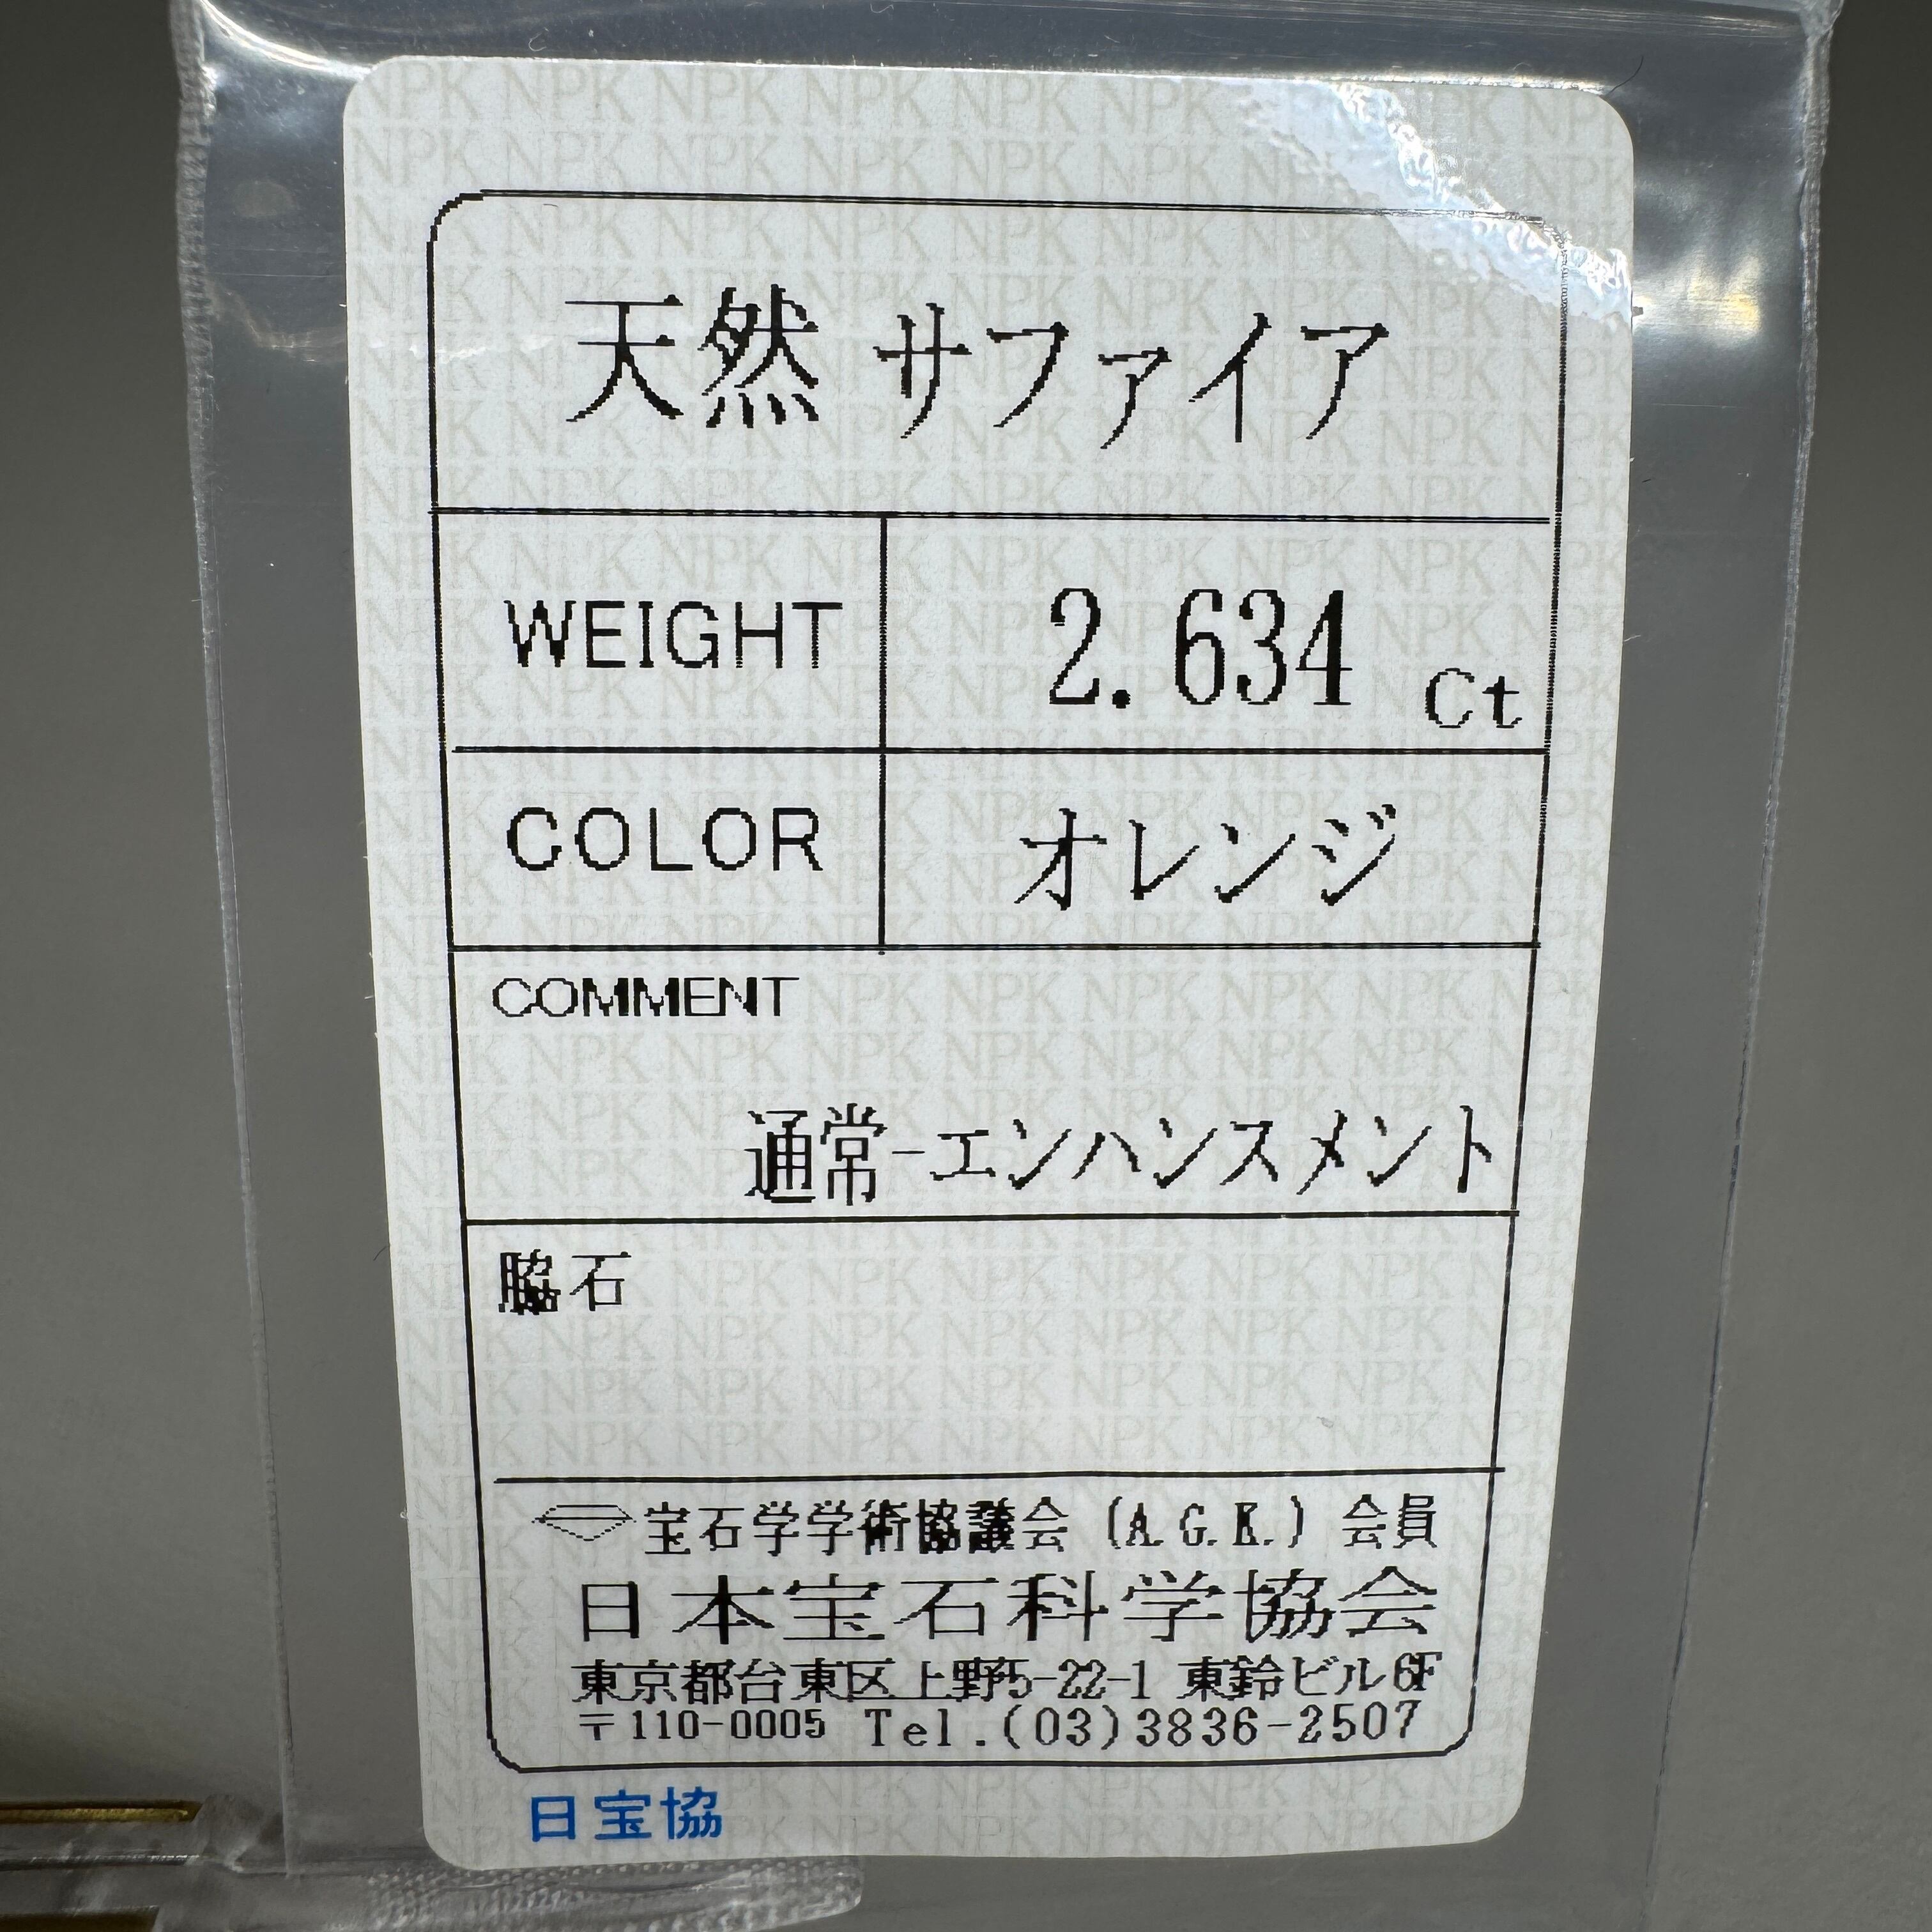 天然 サファイア
WEIGHT 2.634 Ct
COLOR オレンジ
COMMENT
通常-エンハンスメント
脇石
宝石学学術協議会 (A.G.K.) 会員
日本宝石科学協会
東京都台東区上野5-22-1 東鈴ビル6F
〒110-0005 Tel.(03)3836-2507
日宝協